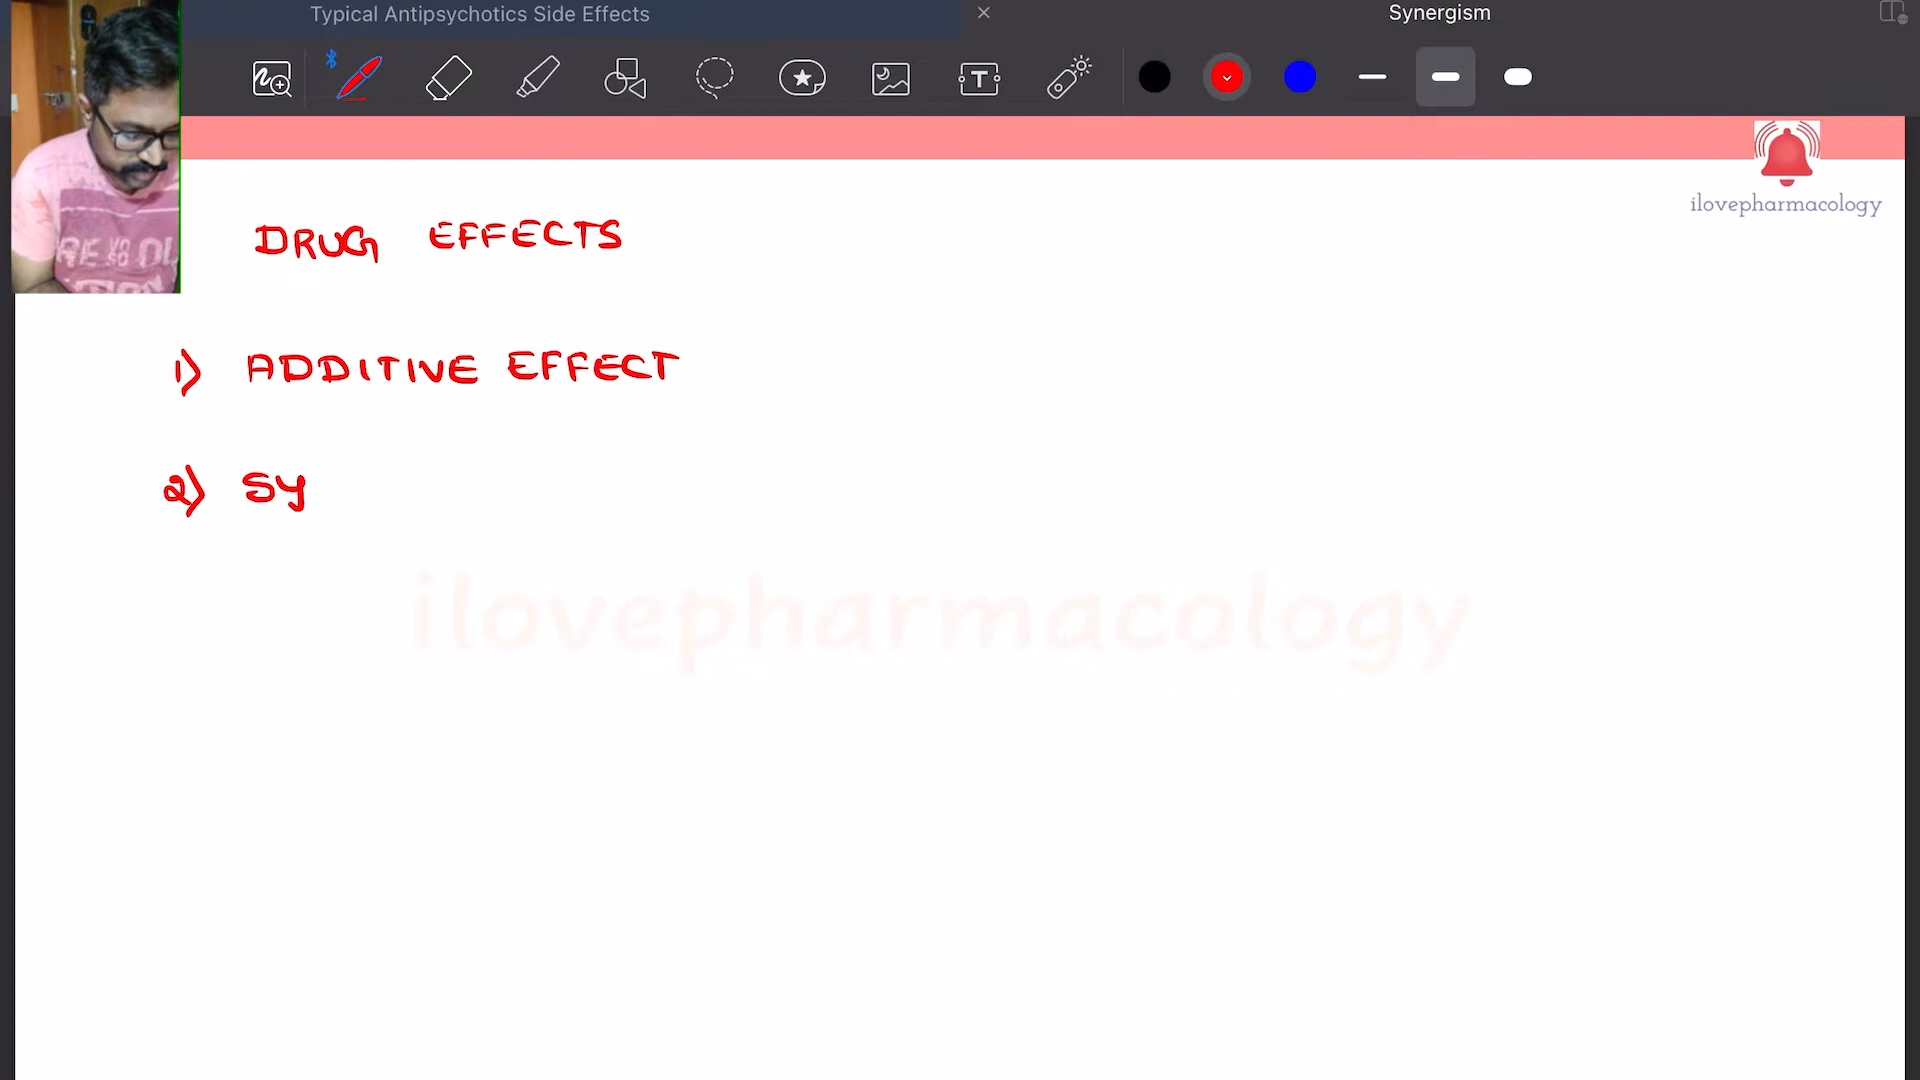 Typical Antipsychotics Side Effects
Synergism
T
ilovepharmacology
DRUG EFFECTS
1) ADDITIVE EFFECT
2) SY
ilovepharmacology